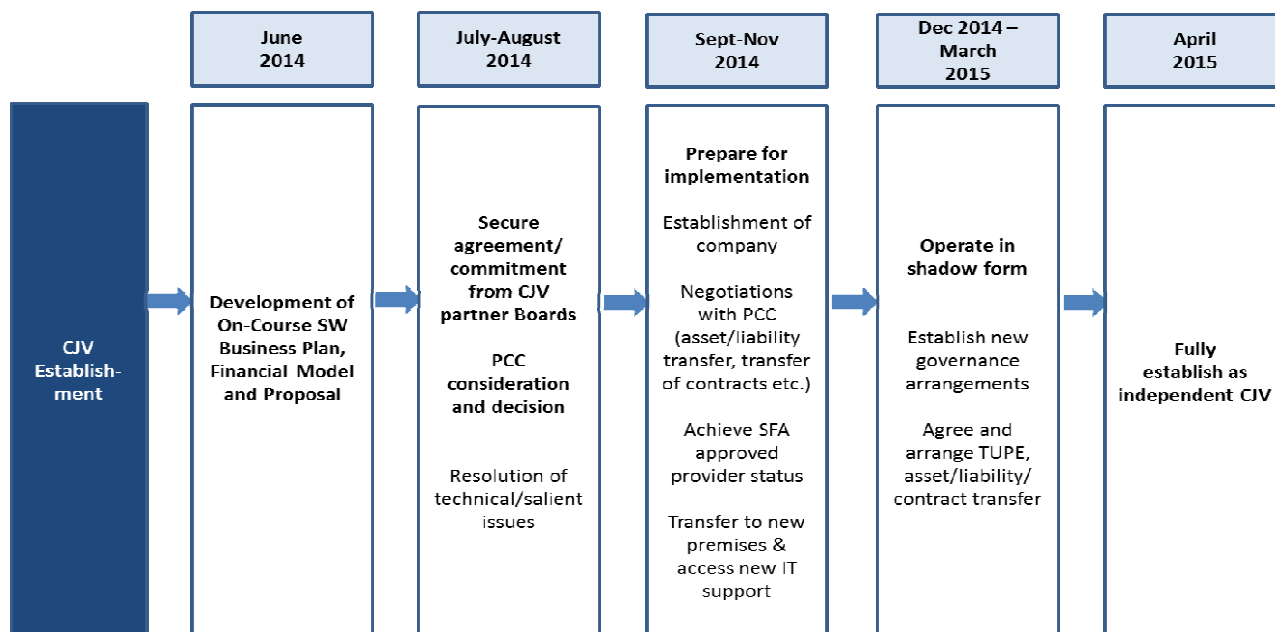 June
2014
July-August
2014
Sept-Nov
2014
Dec 2014 –
March
2015
April
2015
CJV
Establish-
ment
Development of
On-Course SW
Business Plan,
Financial Model
and Proposal
Secure
agreement/
commitment
from CJV
partner Boards
PCC
consideration
and decision
Resolution of
technical/salient
issues
Prepare for
implementation
Establishment of
company
Negotiations
with PCC
(asset/liability
transfer, transfer
of contracts etc.)
Achieve SFA
approved
provider status
Transfer to new
premises &
access new IT
support
Operate in
shadow form
Establish new
governance
arrangements
Agree and
arrange TUPE,
asset/liability/
contract transfer
Fully
establish as
independent CJV